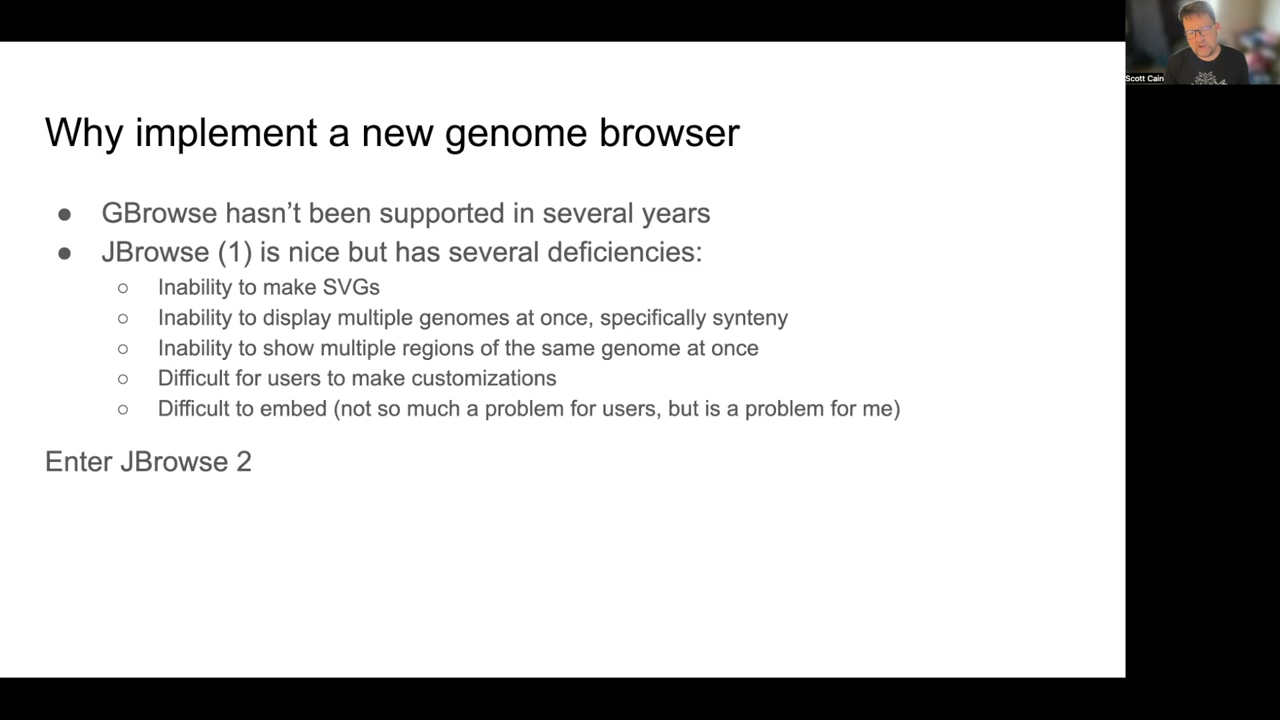 Why implement a new genome browser
● GBrowse hasn’t been supported in several years
● JBrowse (1) is nice but has several deficiencies:
○ Inability to make SVGs
○ Inability to display multiple genomes at once, specifically synteny
○ Inability to show multiple regions of the same genome at once
○ Difficult for users to make customizations
○ Difficult to embed (not so much a problem for users, but is a problem for me)
Enter JBrowse 2
Scott Cain